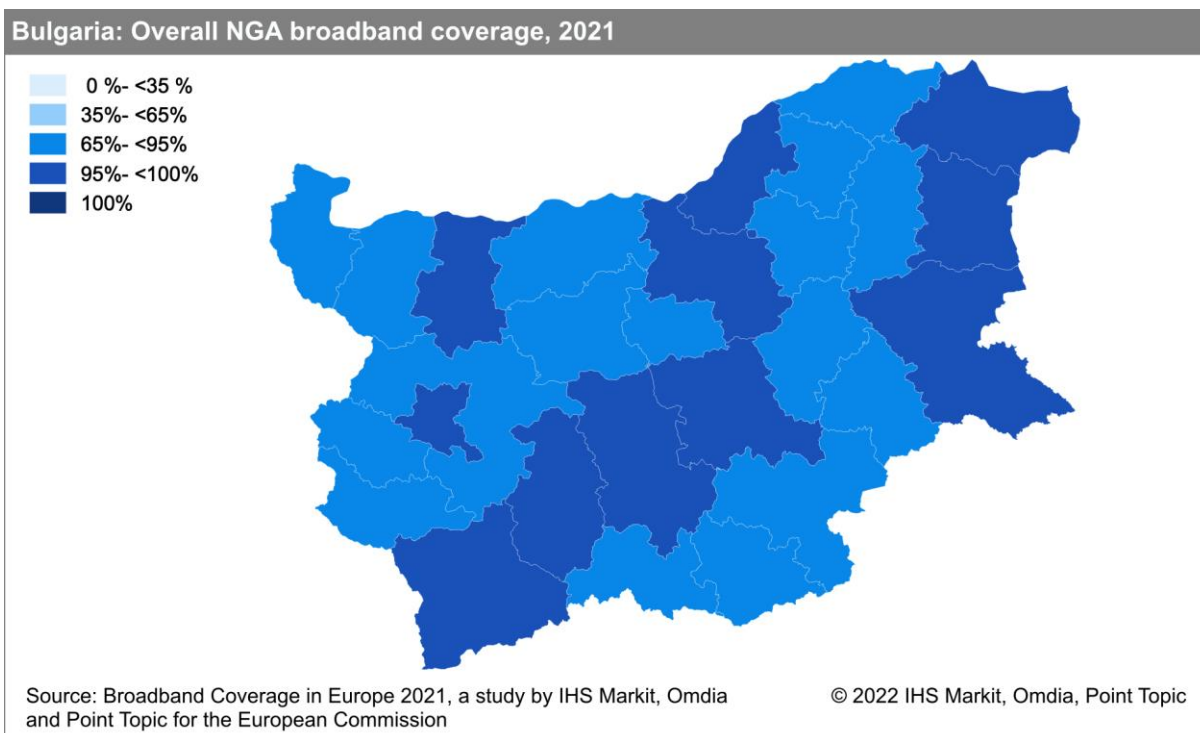 Bulgaria: Overall NGA broadband coverage, 2021
0 %- <35 %
35%- <65%
65%- <95%
95%- <100%
100%
Source: Broadband Coverage in Europe 2021, a study by IHS Markit, Omdia
and Point Topic for the European Commission
© 2022 IHS Markit, Omdia, Point Topic